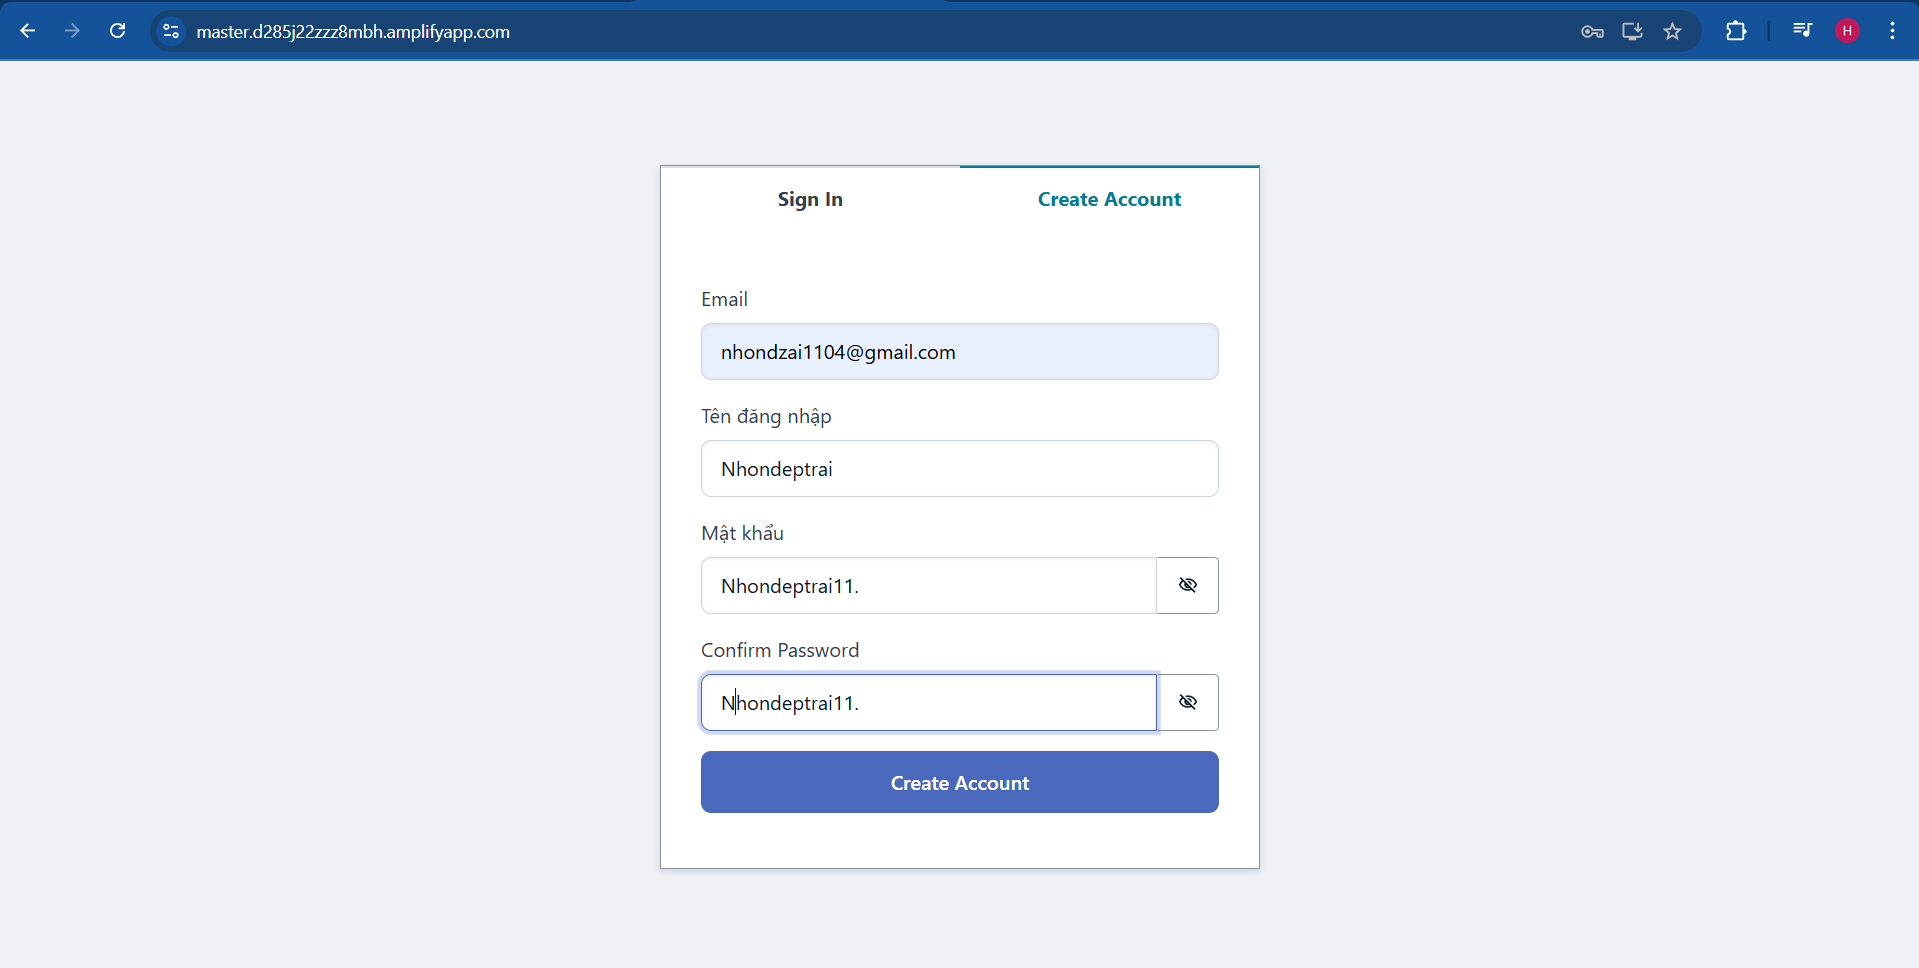 master.d285j22zzz8mbh.amplifyapp.com
H
Sign In
Create Account
Email
nhondzai1104@gmail.com
Tên đăng nhập
Nhondeptrai
Mật khẩu
Nhondeptrai11.
Confirm Password
Nhondeptrai11.
Create Account